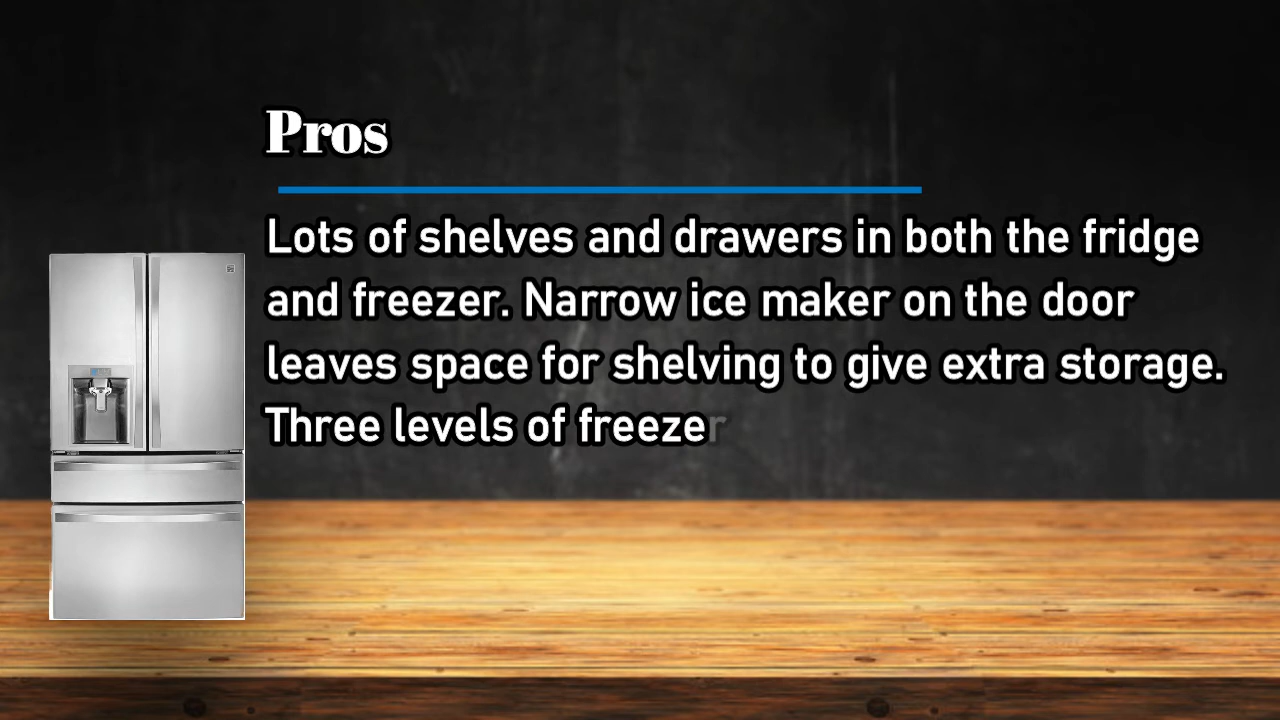 Pros
Lots of shelves and drawers in both the fridge
and freezer. Narrow ice maker on the door
leaves space for shelving to give extra storage.
Three levels of freezer